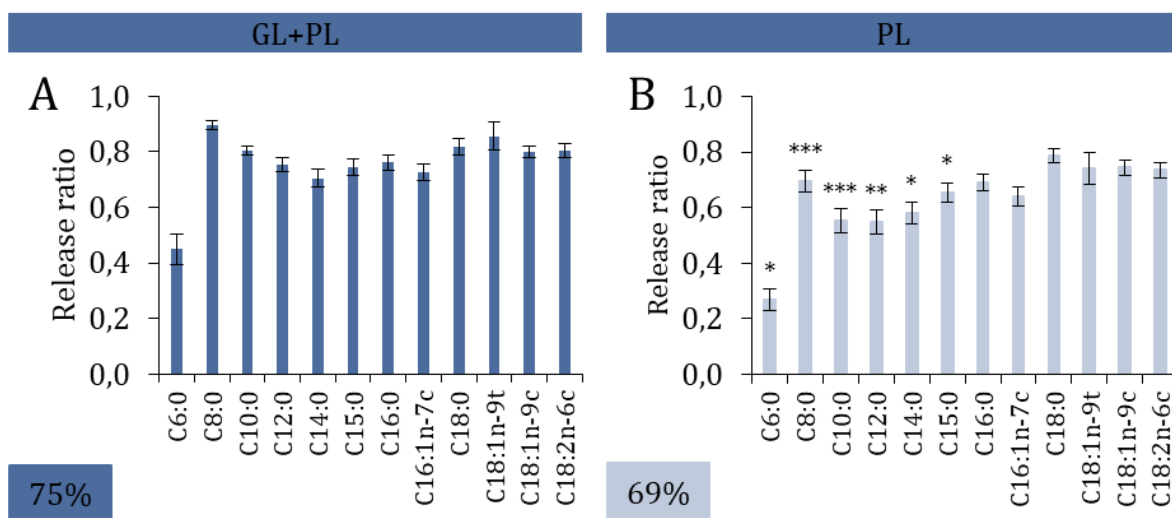 GL+PL
A
Release ratio
1,0
0,8
0,6
0,4
0,2
0,0
C6:0
C8:0
C10:0
C12:0
C14:0
C15:0
C16:0
C16:1n-7c
C18:0
C18:1n-9t
C18:1n-9c
C18:2n-6c
75%
PL
B
Release ratio
1,0
0,8
0,6
0,4
0,2
0,0
*
***
***
**
*
*
C6:0
C8:0
C10:0
C12:0
C14:0
C15:0
C16:0
C16:1n-7c
C18:0
C18:1n-9t
C18:1n-9c
C18:2n-6c
69%